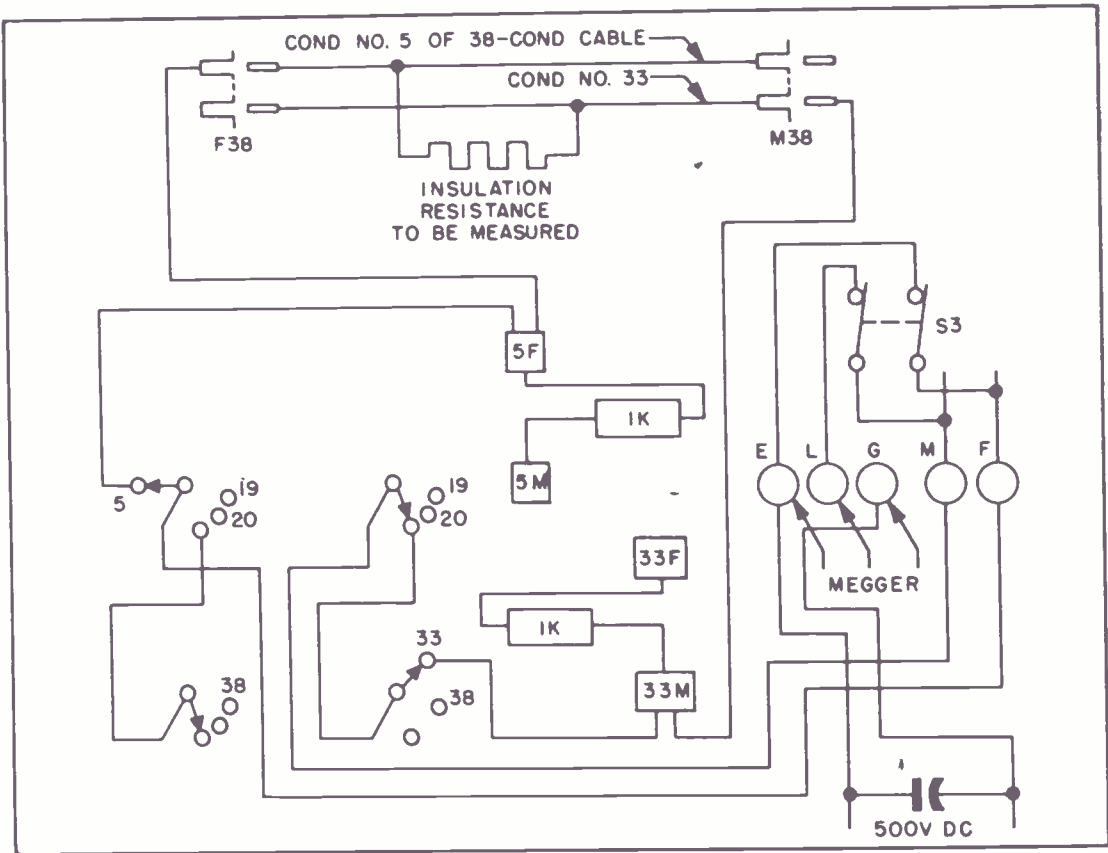 COND NO. 5 OF 38-COND CABLE
COND NO. 33
F38
M38
INSULATION
RESISTANCE
TO BE MEASURED
S3
5F
1K
E L G M F
5M
5
19
20
19
20
33F
MEGGER
1K
33
33M
38
38
500V DC